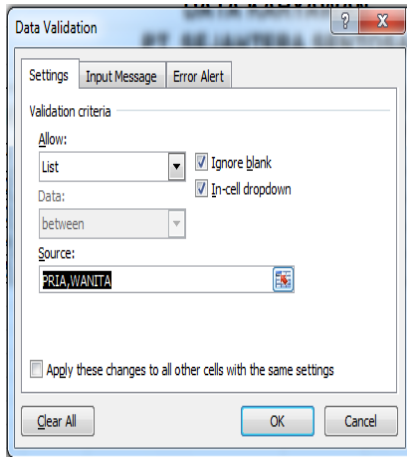 Data Validation
?
X
Settings
Input Message
Error Alert
Validation criteria
Allow:
List
Ignore blank
In-cell dropdown
Data:
between
Source:
PRIA,WANITA
Apply these changes to all other cells with the same settings
Clear All
OK
Cancel